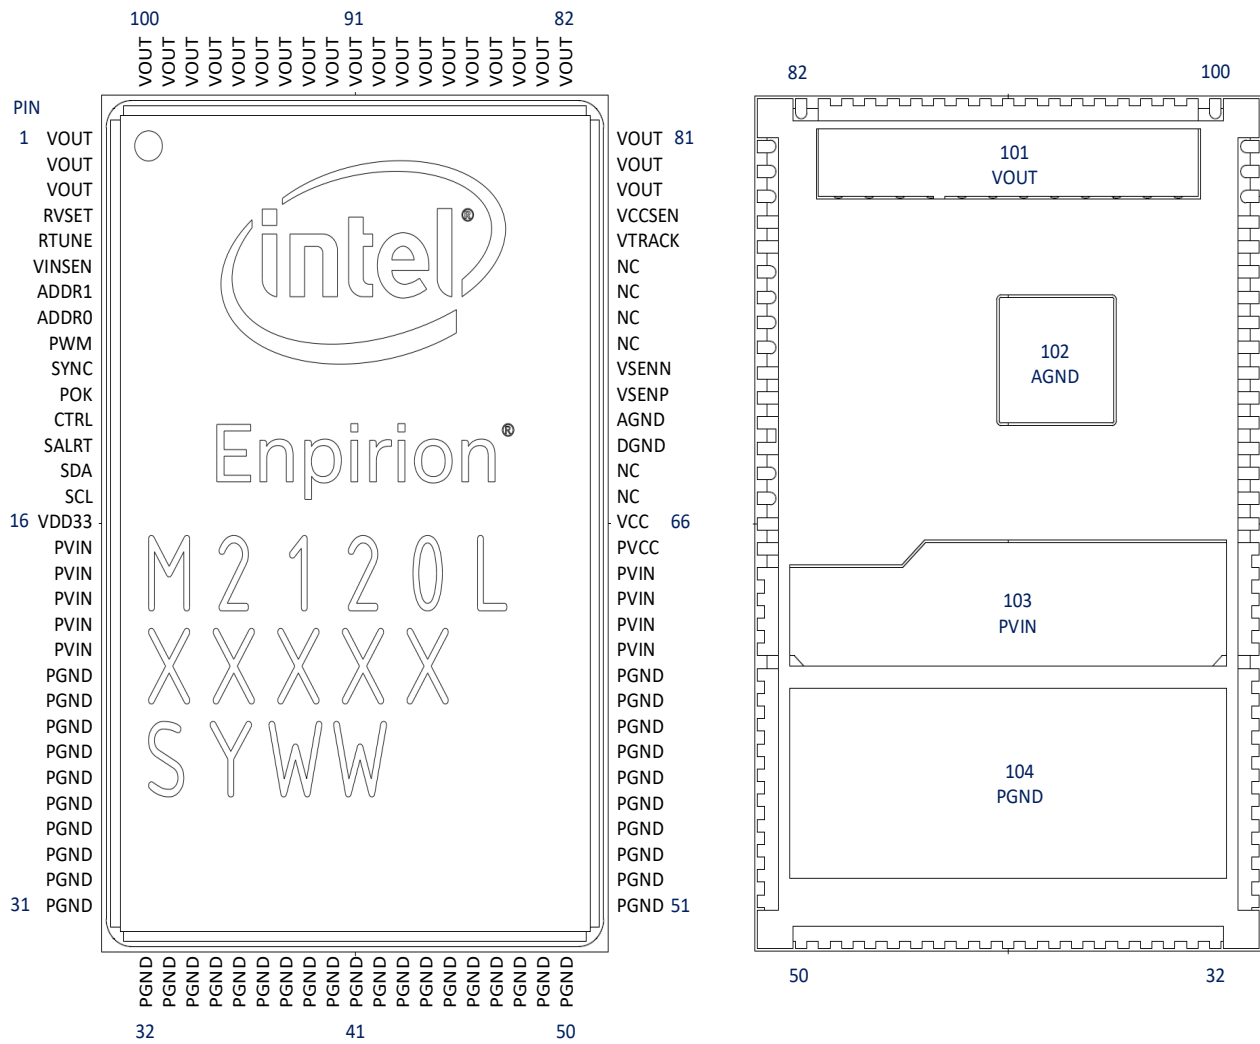 100 91 82
VOUT VOUT VOUT VOUT VOUT VOUT VOUT VOUT VOUT VOUT VOUT VOUT VOUT VOUT VOUT VOUT VOUT VOUT VOUT
PIN
1 VOUT
VOUT
VOUT
RVSET
RTUNE
VINSEN
ADDR1
ADDR0
PWM
SYNC
POK
CTRL
SALRT
SDA
SCL
16 VDD33
PVIN
PVIN
PVIN
PVIN
PVIN
PGND
PGND
PGND
PGND
PGND
PGND
PGND
PGND
PGND
31 PGND
intel®
Enpirion®
M2120L
XXXXX
SYWW
VOUT 81
VOUT
VOUT
VCCSEN
VTRACK
NC
NC
NC
NC
VSENN
VSENP
AGND
DGND
NC
NC
VCC 66
PVCC
PVIN
PVIN
PVIN
PVIN
PGND
PGND
PGND
PGND
PGND
PGND
PGND
PGND
PGND
PGND 51
PGND PGND PGND PGND PGND PGND PGND PGND PGND PGND PGND PGND PGND PGND PGND PGND PGND PGND PGND
32 41 50
82 100
101
VOUT
102
AGND
103
PVIN
104
PGND
50 32